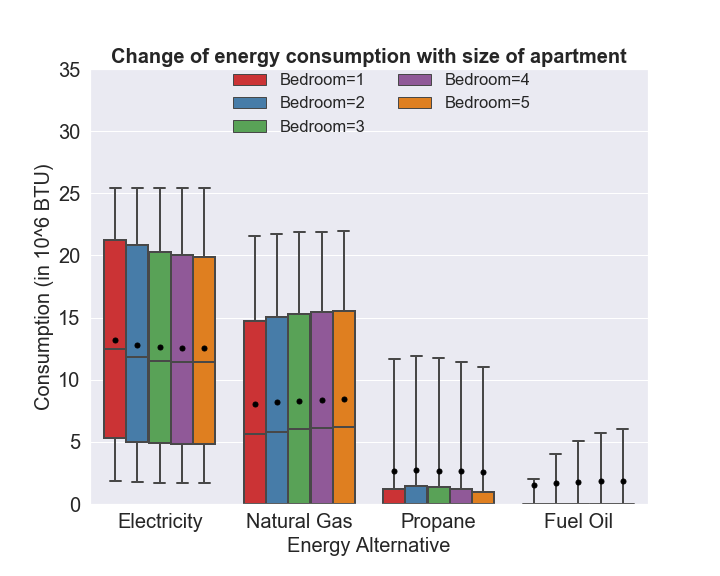 Change of energy consumption with size of apartment
Bedroom=1
Bedroom=2
Bedroom=3
Bedroom=4
Bedroom=5
Consumption (in 10^6 BTU)
35
30
25
20
15
10
5
0
Electricity Natural Gas Propane Fuel Oil
Energy Alternative